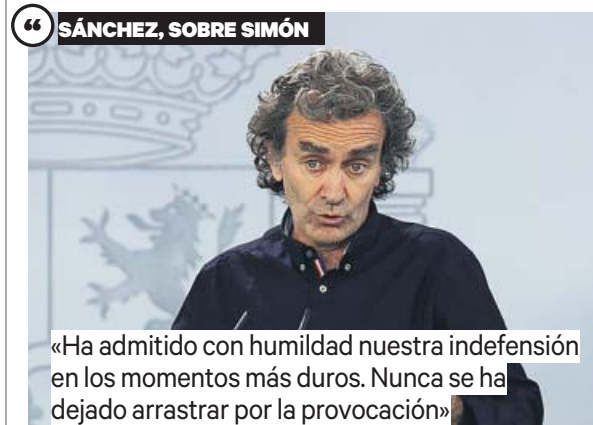 “
SÁNCHEZ, SOBRE SIMÓN
«Ha admitido con humildad nuestra indefensión
en los momentos más duros. Nunca se ha
dejado arrastrar por la provocación»